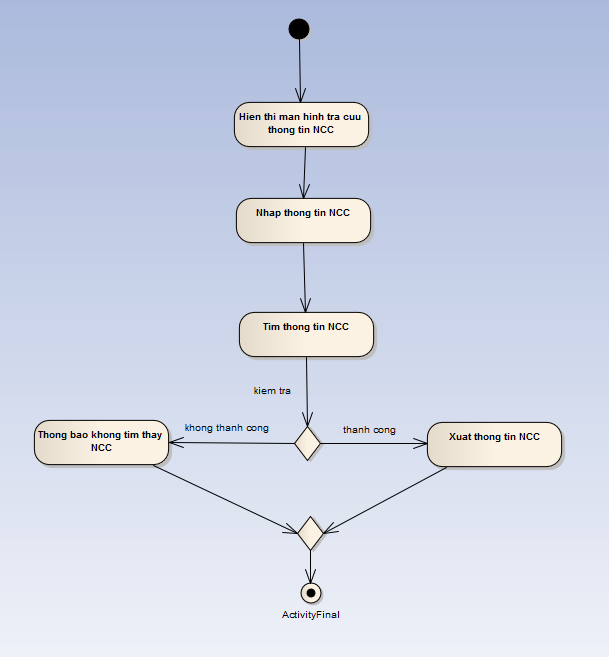 Hien thi man hinh tra cuu
thong tin NCC
Nhap thong tin NCC
Tim thong tin NCC
kiem tra
khong thanh cong
thanh cong
Thong bao khong tim thay
NCC
Xuat thong tin NCC
ActivityFinal